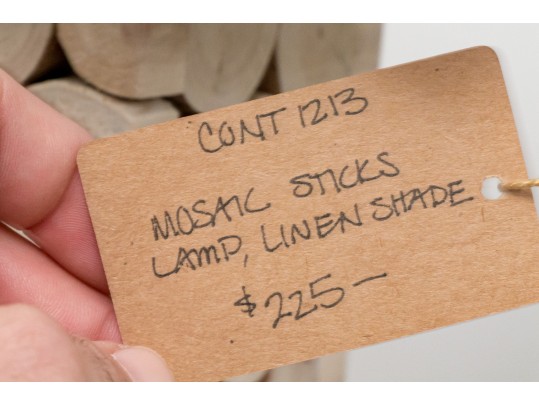 CONT 1213
MOSAIC STICKS
LAMP, LINEN SHADE
$225—